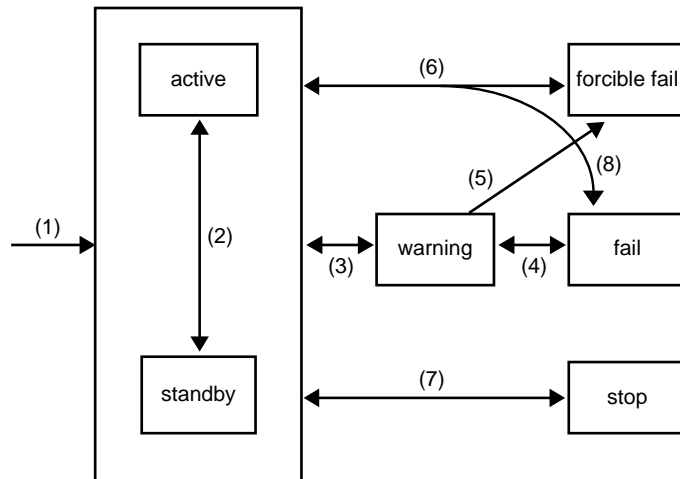 active
(6)
forcible fail
(8)
(5)
(1)
(2)
warning
fail
(3)
(4)
standby
(7)
stop